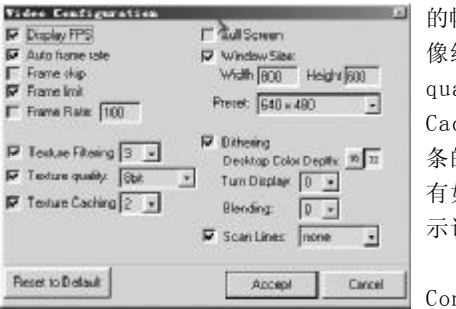 Video Configuration
Display FPS
Auto frame rate
Frame skip
Frame limit
Frame Rate: 100
Texture Filtering 3
Texture quality: 8bit
Texture Caching 2
Full Screen
Window Size:
Width 800 Height 600
Preset: 640 x 480
Dithering
Desktop Color Depth: 16 32
Turn Display: 0
Blending: 0
Scan Lines: none
Reset to Default
Accept
Cancel
的
像
qua
Cac
条的
有
示
Con